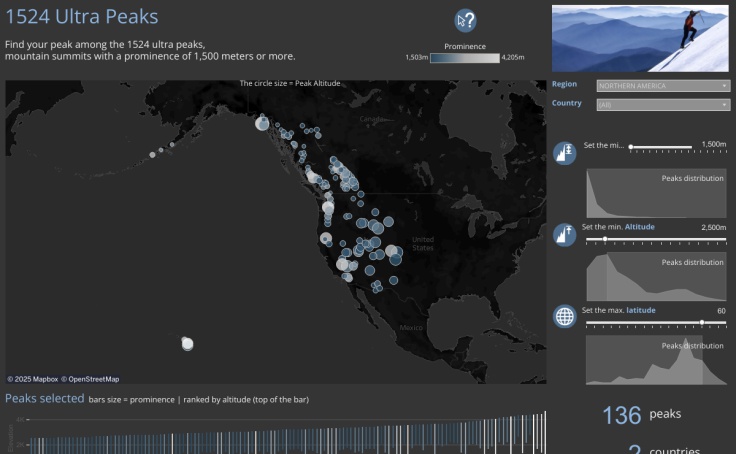 1524 Ultra Peaks
Find your peak among the 1524 ultra peaks,
mountain summits with a prominence of 1,500 meters or more.
?
Prominence
1,503m 4,205m
The circle size = Peak Altitude
Canada
United
States
Mexico
© 2025 Mapbox © OpenStreetMap
Region NORTHERN AMERICA
Country (All)
Set the mi... 1,500m
Peaks distribution
Set the min. Altitude 2,500m
Peaks distribution
Set the max. latitude 60
Peaks distribution
Peaks selected bars size = prominence | ranked by altitude (top of the bar)
136 peaks
2 countries